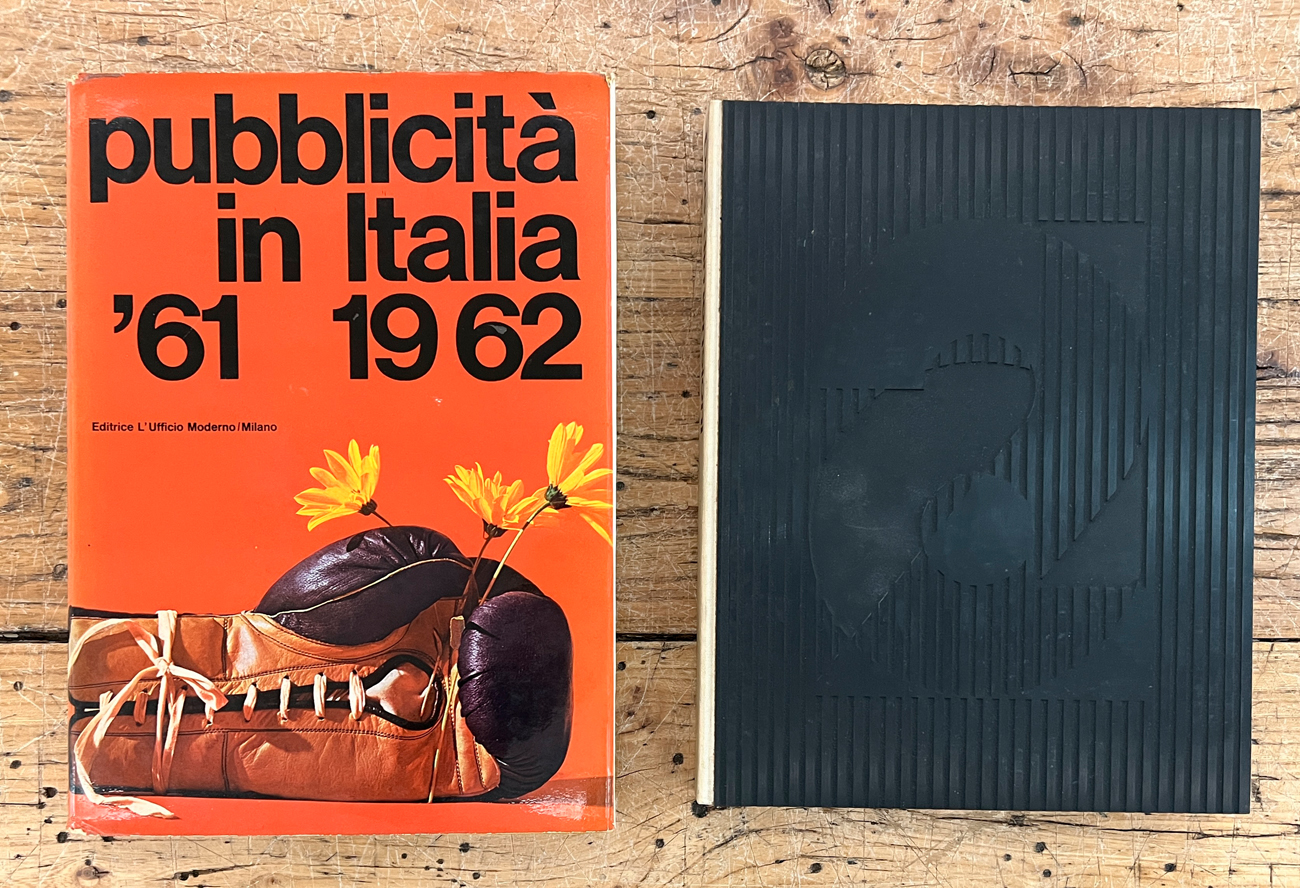 pubblicità
in Italia
’61 1962
Editrice L'Ufficio Moderno/Milano